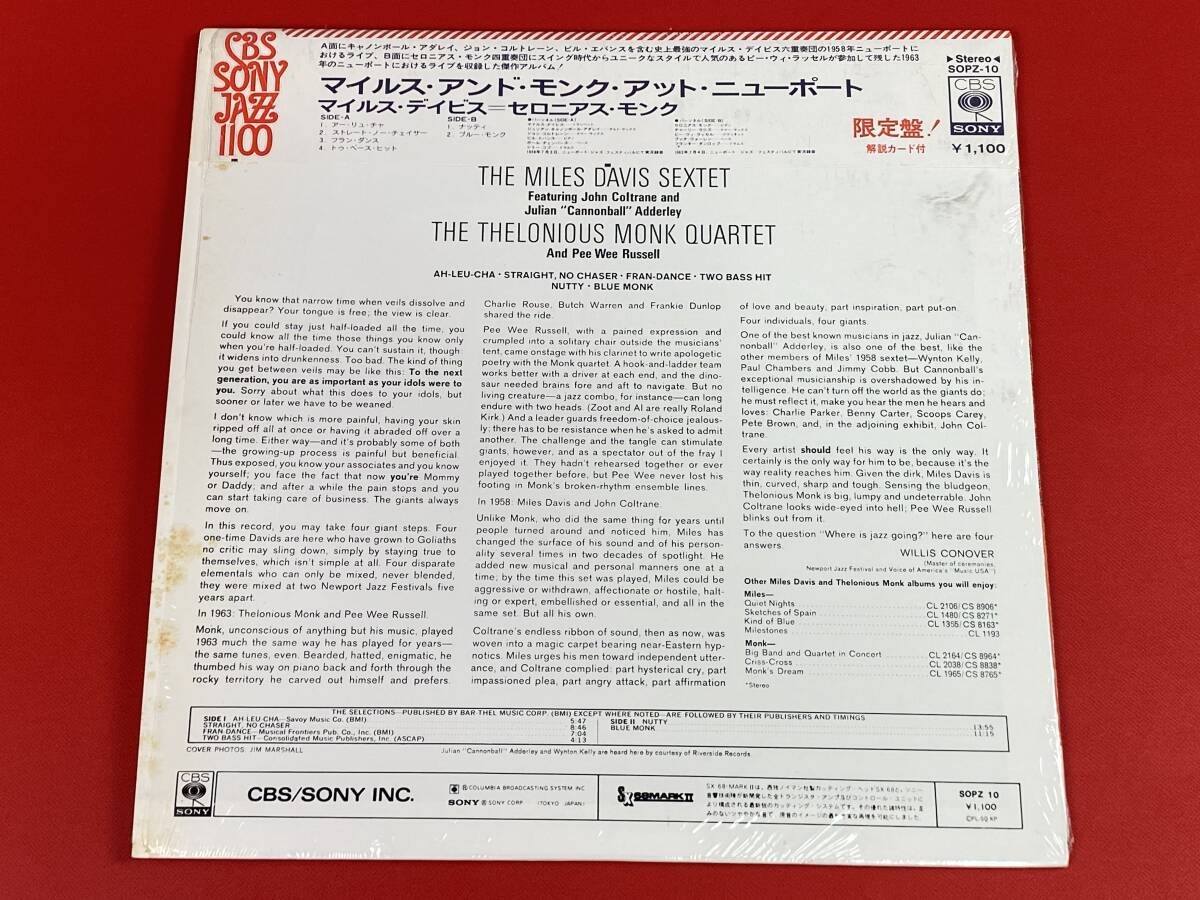 CBS
SONY
JAZZ
1100
A面にキャノンボール・アダレイ、ジョン・コルトレーン、ビル・エバンスを含む史上最強のマイルス・デイビス六重奏団の1958年ニューポートに
おけるライブ、B面にセロニアス・モンク四重奏団にスイング時代からユニークなスタイルで人気のあるピー・ウィ・ラッセルが参加して残した1963
年のニューポートにおけるライブを収録した傑作アルバム!
マイルス・アンド・モンク・アット・ニューポート
マイルス・デイビス=セロニアス・モンク
SIDE-A
1. アー・リュ・チャ
2. ストレート・ノー・チェイサー
3. フラン・ダンス
4. トゥ・ベース・ヒット
SIDE-B
1. ナッティ
2. ブルー・モンク
限定盤!
解説カード付
Stereo
SOPZ-10
CBS
SONY
¥1,100
THE MILES DAVIS SEXTET
Featuring John Coltrane and
Julian "Cannonball" Adderley
THE THELONIOUS MONK QUARTET
And Pee Wee Russell
AH-LEU-CHA · STRAIGHT, NO CHASER · FRAN-DANCE · TWO BASS HIT
NUTTY · BLUE MONK
You know that narrow time when veils dissolve and
disappear? Your tongue is free; the view is clear.
If you could stay just half-loaded all the time, you
could know all the time those things you know only
when you're half-loaded. You can't sustain it, though:
it widens into drunkenness. Too bad. The kind of thing
you get between veils may be like this: To the next
generation, you are as important as your idols were to
you. Sorry about what this does to your idols, but
sooner or later we have to be weaned.
I don't know which is more painful, having your skin
ripped off all at once or having it abraded off over a
long time. Either way—and it's probably some of both
—the growing-up process is painful but beneficial.
Thus exposed, you know your associates and you know
yourself; you face the fact that now you're Mommy
or Daddy; and after a while the pain stops and you
can start taking care of business. The giants always
move on.
In this record, you may take four giant steps. Four
one-time Davids are here who have grown to Goliaths
no critic may sling down, simply by staying true to
themselves, which isn't simple at all. Four disparate
elementals who can only be mixed, never blended,
they were mixed at two Newport Jazz Festivals five
years apart.
In 1963: Thelonious Monk and Pee Wee Russell.
Monk, unconscious of anything but his music, played
1963 much the same way he has played for years—
the same tunes, even. Bearded, hatted, enigmatic, he
thumbed his way on piano back and forth through the
rocky territory he carved out himself and prefers.
Charlie Rouse, Butch Warren and Frankie Dunlop
shared the ride.
Pee Wee Russell, with a pained expression and
crumpled into a solitary chair outside the musicians'
tent, came onstage with his clarinet to write apologetic
poetry with the Monk quartet. A hook-and-ladder team
works better with a driver at each end, and the dino-
saur needed brains fore and aft to navigate. But no
living creature—a jazz combo, for instance—can long
endure with two heads. (Zoot and Al are really Roland
Kirk.) And a leader guards freedom-of-choice jealous-
ly; there has to be resistance when he's asked to admit
another. The challenge and the tangle can stimulate
giants, however, and as a spectator out of the fray I
enjoyed it. They hadn't rehearsed together or ever
played together before, but Pee Wee never lost his
footing in Monk's broken-rhythm ensemble lines.
In 1958: Miles Davis and John Coltrane.
Unlike Monk, who did the same thing for years until
people turned around and noticed him, Miles has
changed the surface of his sound and of his person-
ality several times in two decades of spotlight. He
added new musical and personal manners one at a
time; by the time this set was played, Miles could be
aggressive or withdrawn, affectionate or hostile, halt-
ing or expert, embellished or essential, and all in the
same set. But all his own.
Coltrane's endless ribbon of sound, then as now, was
woven into a magic carpet bearing near-Eastern hyp-
notics. Miles urges his men toward independent utter-
ance, and Coltrane complied: part hysterical cry, part
impassioned plea, part angry attack, part affirmation
of love and beauty, part inspiration, part put-on.
Four individuals, four giants.
One of the best known musicians in jazz, Julian "Can-
nonball" Adderley, is also one of the best, like the
other members of Miles' 1958 sextet—Wynton Kelly,
Paul Chambers and Jimmy Cobb. But Cannonball's
exceptional musicianship is overshadowed by his in-
telligence. He can't turn off the world as the giants do;
he must reflect it, make you hear the men he hears and
loves: Charlie Parker, Benny Carter, Scoops Carey,
Pete Brown, and, in the adjoining exhibit, John Col-
trane.
Every artist should feel his way is the only way. It
certainly is the only way for him to be, because it's the
way reality reaches him. Given the dirk, Miles Davis is
thin, curved, sharp and tough. Sensing the bludgeon,
Thelonious Monk is big, lumpy and undeterrable. John
Coltrane looks wide-eyed into hell; Pee Wee Russell
blinks out from it.
To the question "Where is jazz going?" here are four
answers.
WILLIS CONOVER
(Master of ceremonies,
Newport Jazz Festival and Voice of America's "Music USA")
Other Miles Davis and Thelonious Monk albums you will enjoy:
Miles—
Quiet Nights CL 2106/CS 8906*
Sketches of Spain CL 1480/CS 8271*
Kind of Blue CL 1355/CS 8163*
Milestones CL 1193
Monk—
Big Band and Quartet in Concert CL 2164/CS 8964*
Criss-Cross CL 2038/CS 8838*
Monk's Dream CL 1965/CS 8765*
*Stereo
THE SELECTIONS—PUBLISHED BY BAR-THEL MUSIC CORP. (BMI) EXCEPT WHERE NOTED—ARE FOLLOWED BY THEIR PUBLISHERS AND TIMINGS
SIDE I AH-LEU-CHA—Savoy Music Co. (BMI) 5:47
STRAIGHT, NO CHASER 8:46
FRAN-DANCE—Musical Frontiers Pub. Co., Inc. (BMI) 7:04
TWO BASS HIT—Consolidated Music Publishers, Inc. (ASCAP) 4:13
SIDE II NUTTY 13:55
BLUE MONK 11:15
COVER PHOTOS: JIM MARSHALL
Julian "Cannonball" Adderley and Wynton Kelly are heard here by courtesy of Riverside Records.
CBS
SONY
CBS/SONY INC.
COLUMBIA BROADCASTING SYSTEM INC
SONY ® SONY CORP (TOKYO JAPAN)
SX 68 MARK II
SOPZ 10
¥1,100